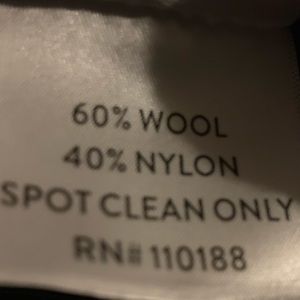 60% WOOL
40% NYLON
SPOT CLEAN ONLY
RN# 110188